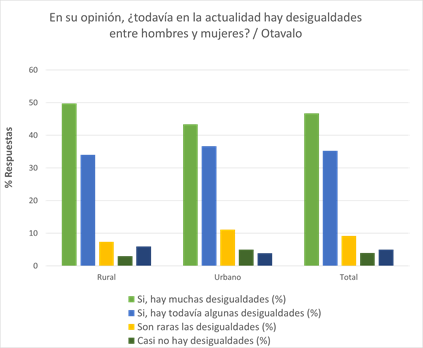 En su opinión, ¿todavía en la actualidad hay desigualdades
entre hombres y mujeres? / Otavalo
60
50
40
30
20
10
0
% Respuestas
Rural
Urbano
Total
Si, hay muchas desigualdades (%)
Si, hay todavía algunas desigualdades (%)
Son raras las desigualdades (%)
Casi no hay desigualdades (%)